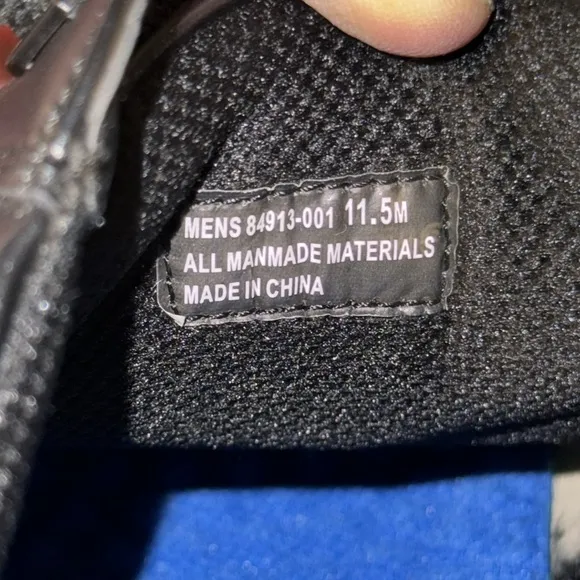 MENS 84913-001 11.5M
ALL MANMADE MATERIALS
MADE IN CHINA